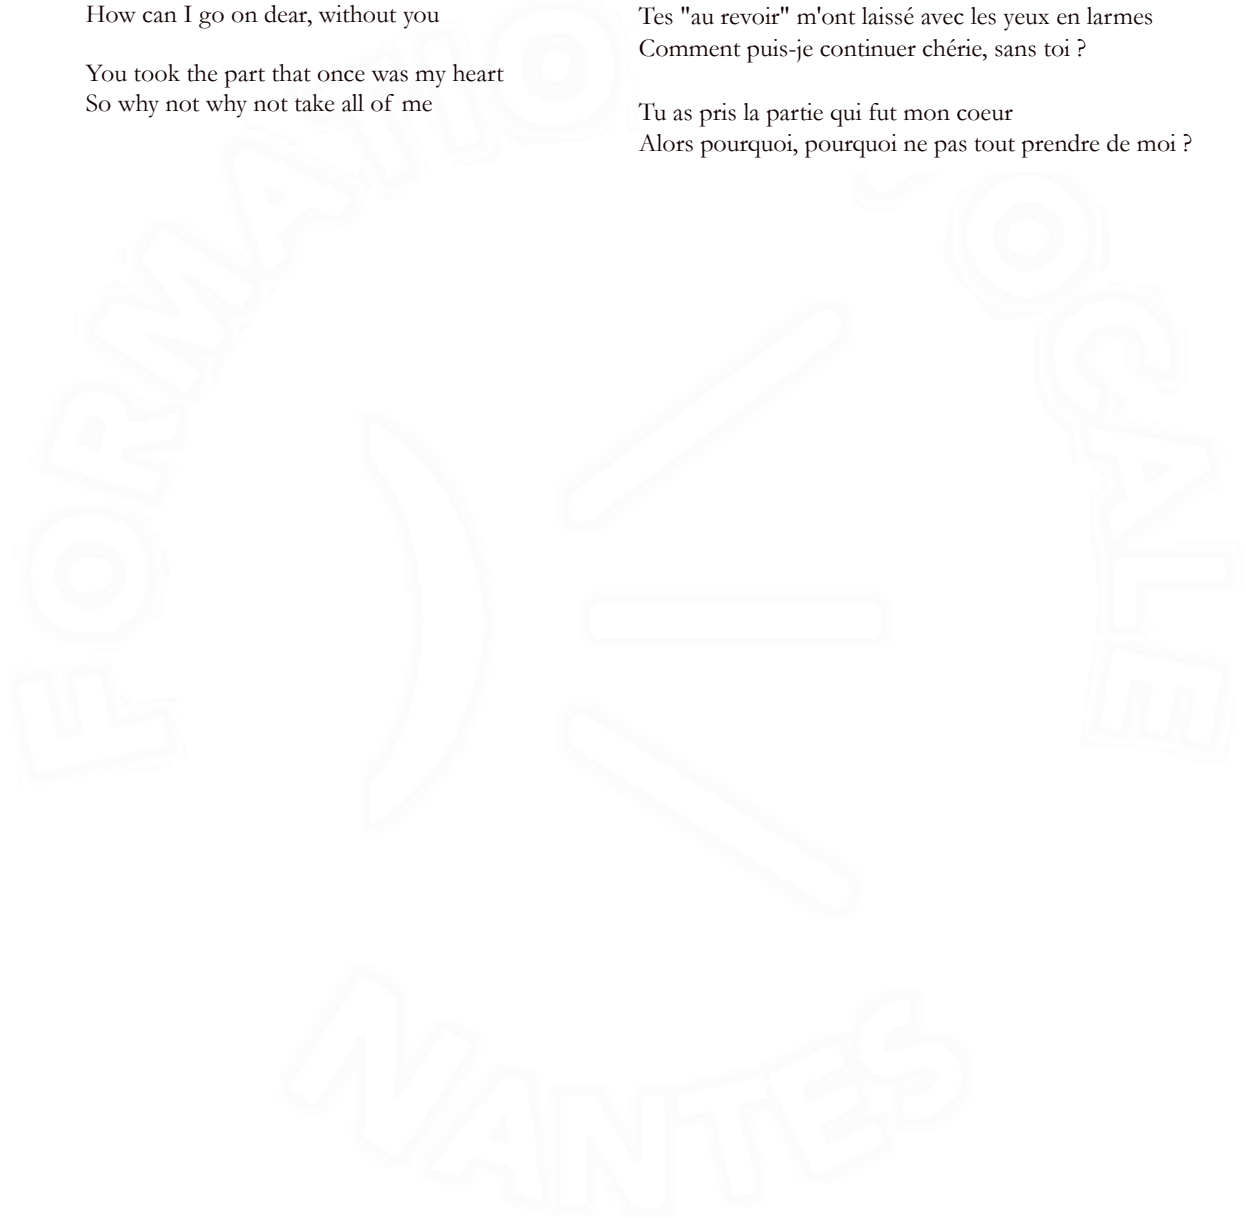 How can I go on dear, without you
You took the part that once was my heart
So why not why not take all of me
Tes "au revoir" m'ont laissé avec les yeux en larmes
Comment puis-je continuer chérie, sans toi ?
Tu as pris la partie qui fut mon coeur
Alors pourquoi, pourquoi ne pas tout prendre de moi ?
FORMATIO
OCALE
NANTES